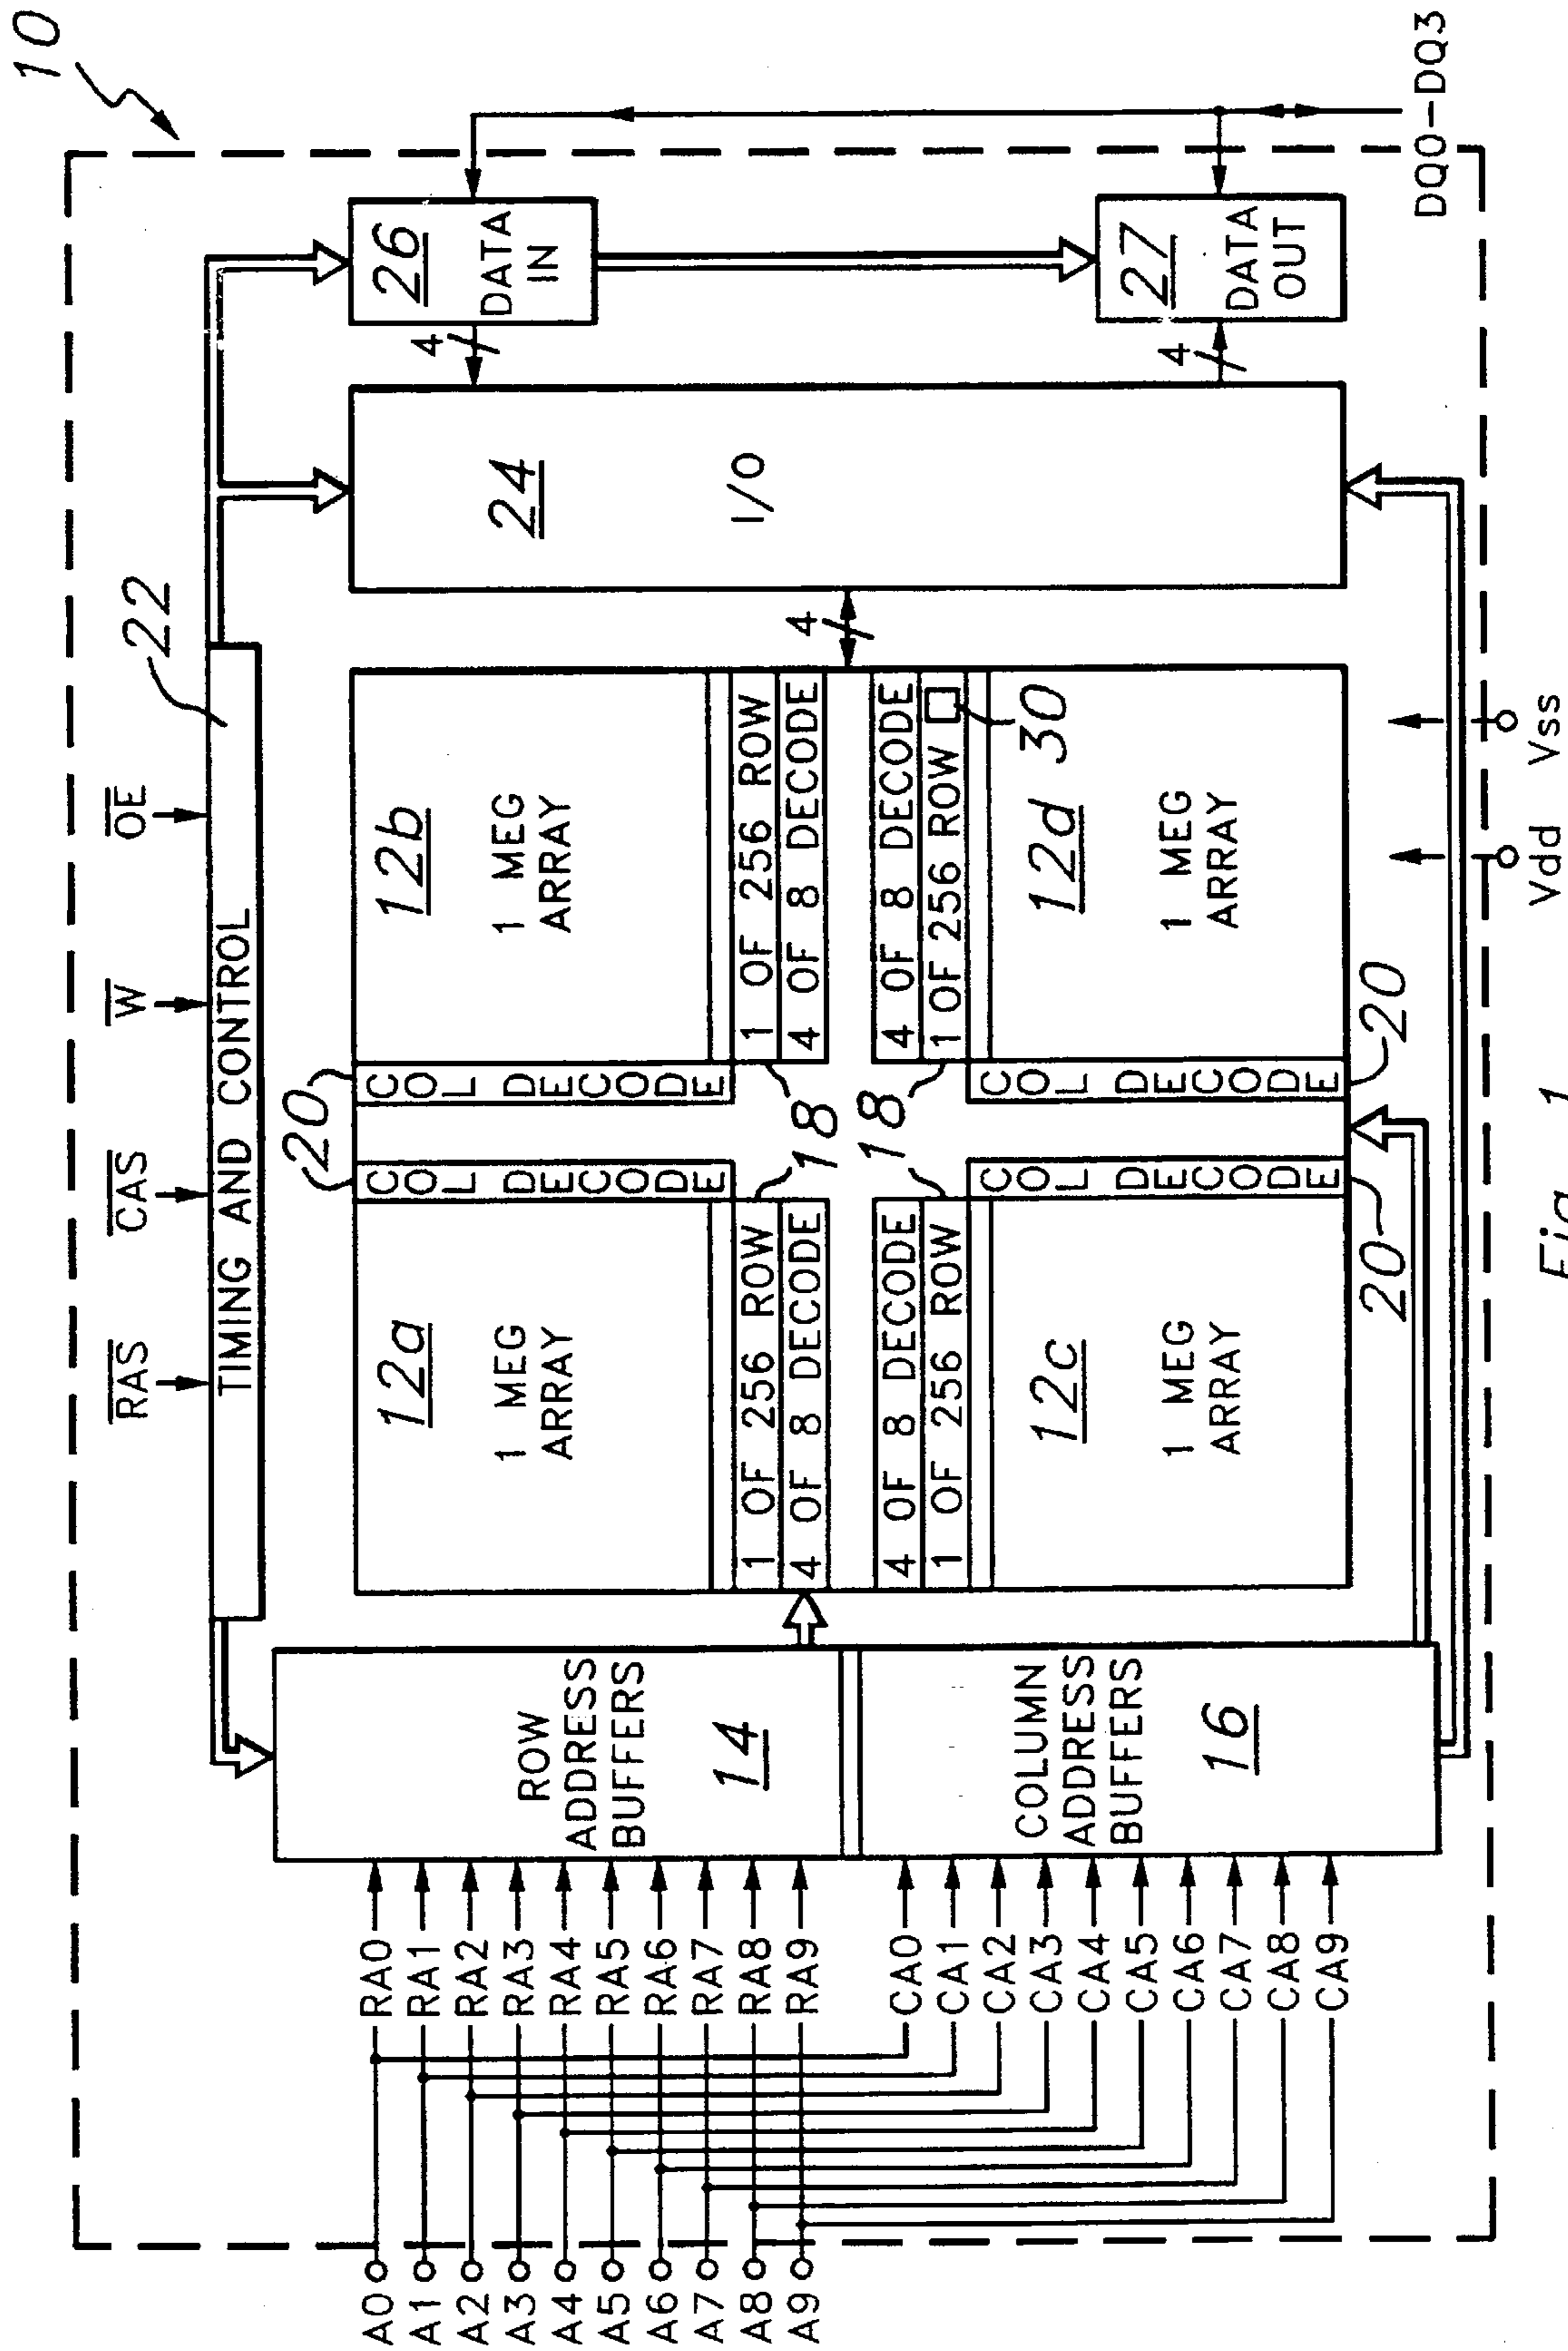 10
RAS
CAS
W
OE
22
TIMING AND CONTROL
A0
A1
A2
A3
A4
A5
A6
A7
A8
A9
RA0
RA1
RA2
RA3
RA4
RA5
RA6
RA7
RA8
RA9
CA0
CA1
CA2
CA3
CA4
CA5
CA6
CA7
CA8
CA9
ROW
ADDRESS
BUFFERS
14
COLUMN
ADDRESS
BUFFERS
16
12a
1 MEG
ARRAY
1 OF 256 ROW
4 OF 8 DECODE
COL DECODE
20
COL DECODE
12b
1 MEG
ARRAY
1 OF 256 ROW
4 OF 8 DECODE
18
18
4 OF 8 DECODE
1 OF 256 ROW
12c
1 MEG
ARRAY
COL DECODE
20
COL DECODE
20
4 OF 8 DECODE
1 OF 256 ROW
30
12d
1 MEG
ARRAY
4
24
I/O
4
26
DATA
IN
4
27
DATA
OUT
DQ0-DQ3
Vdd
Vss
Fig. 1